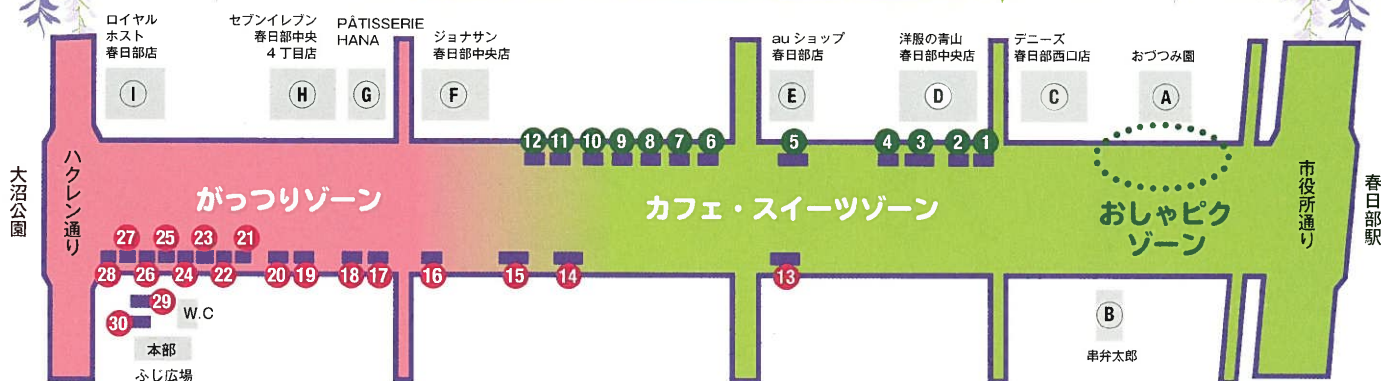 ロイヤル
ホスト
春日部店
セブンイレブン
春日部中央
4丁目店
PÂTISSERIE
HANA
ジョナサン
春日部中央店
auショップ
春日部店
洋服の青山
春日部中央店
デニーズ
春日部西口店
おづつみ園
I
H
G
F
E
D
C
A
12 11 10 9 8 7 6 5 4 3 2 1
大沼公園
ハクレン通り
がっつりゾーン
カフェ・スイーツゾーン
おしゃピク
ゾーン
市役所通り
春日部駅
27 25 23 21
28 26 24 22 20 19 18 17 16 15 14 13
29
30
W.C
本部
ふじ広場
B
串弁太郎